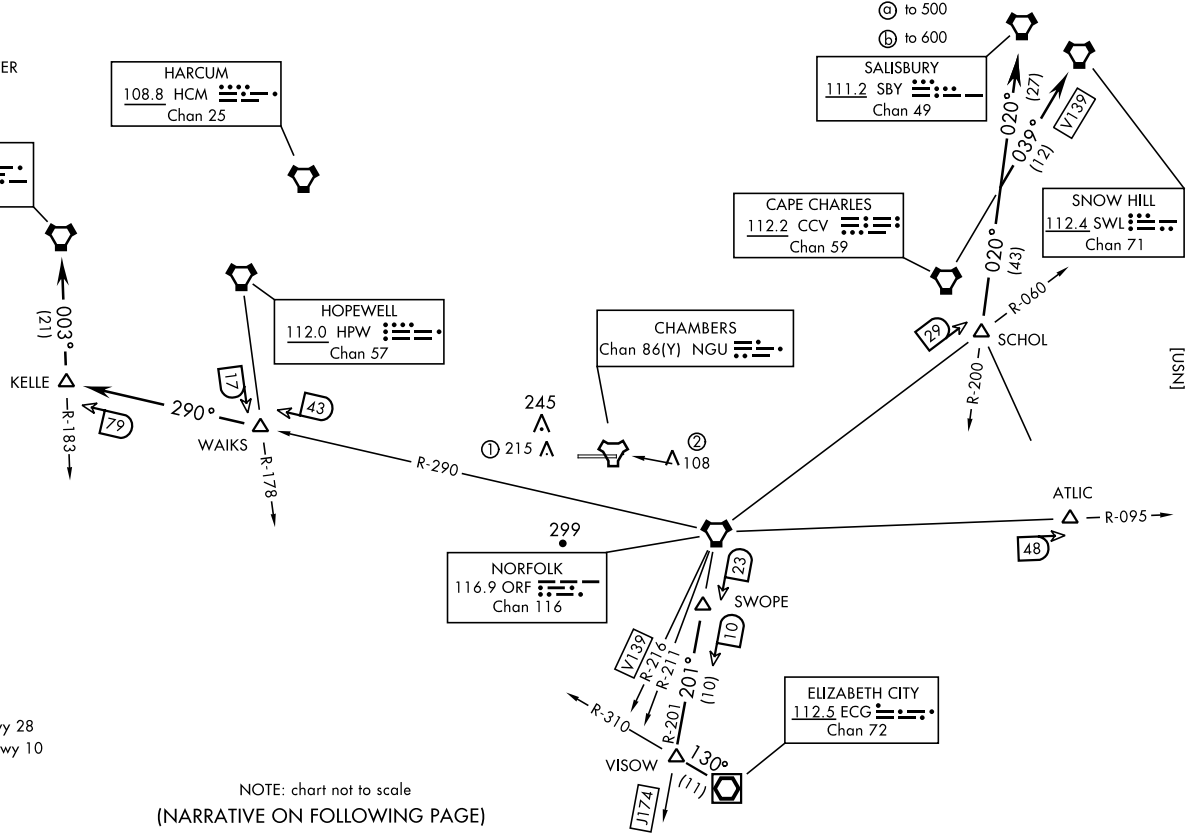 ⓐ to 500
ⓑ to 600
ER
HARCUM
108.8 HCM
Chan 25
SALISBURY
111.2 SBY
Chan 49
020°
(27)
039°
(12)
V139
CAPE CHARLES
112.2 CCV
Chan 59
SNOW HILL
112.4 SWL
Chan 71
020°
(43)
R-060
29
SCHOL
R-200
[USN]
003°
(21)
HOPEWELL
112.0 HPW
Chan 57
CHAMBERS
Chan 86(Y) NGU
KELLE
R-183
79
290°
17
43
WAIKS
R-178
245
① 215
②
108
R-290
ATLIC
R-095
48
299
NORFOLK
116.9 ORF
Chan 116
23
SWOPE
10
V139
R-216
R-211
201°
(10)
R-201
R-310
ELIZABETH CITY
112.5 ECG
Chan 72
VISOW
130°
(11)
J174
y 28
wy 10
NOTE: chart not to scale
(NARRATIVE ON FOLLOWING PAGE)